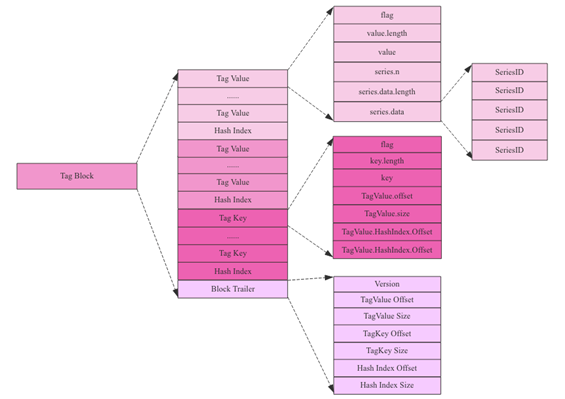 Tag Block
Tag Value
......
Tag Value
Hash Index
Tag Value
......
Tag Value
Hash Index
Tag Key
......
Tag Key
Hash Index
Block Trailer
flag
value.length
value
series.n
series.data.length
series.data
SeriesID
SeriesID
SeriesID
SeriesID
SeriesID
flag
key.length
key
TagValue.offset
TagValue.size
TagValue.HashIndex.Offset
TagValue.HashIndex.Offset
Version
TagValue Offset
TagValue Size
TagKey Offset
TagKey Size
Hash Index Offset
Hash Index Size